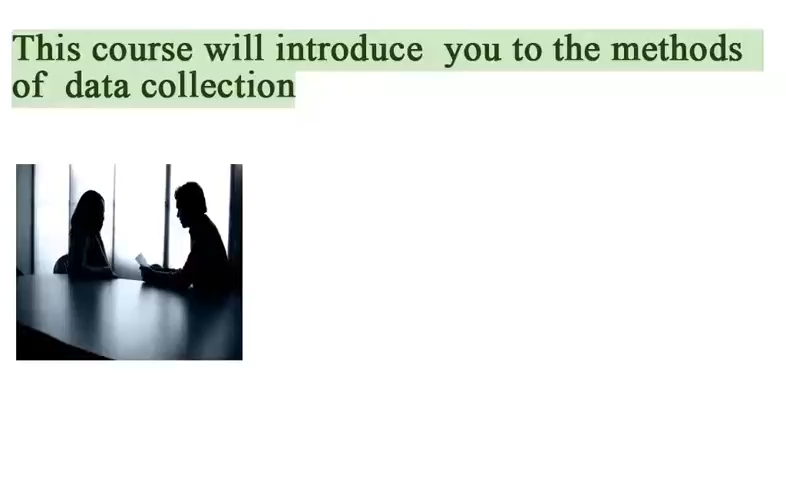 This course will introduce  you to the methods
of  data collection